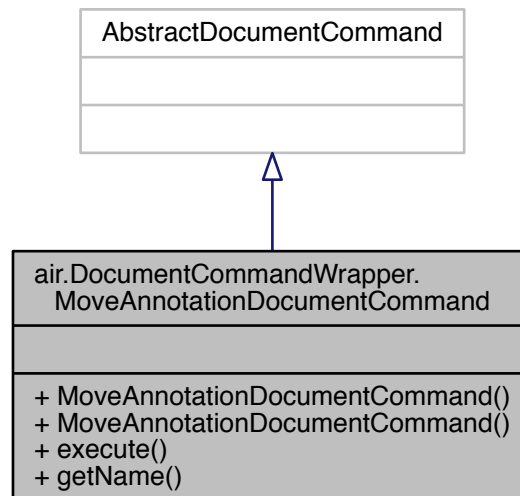 AbstractDocumentCommand
air.DocumentCommandWrapper.
MoveAnnotationDocumentCommand
+ MoveAnnotationDocumentCommand()
+ MoveAnnotationDocumentCommand()
+ execute()
+ getName()